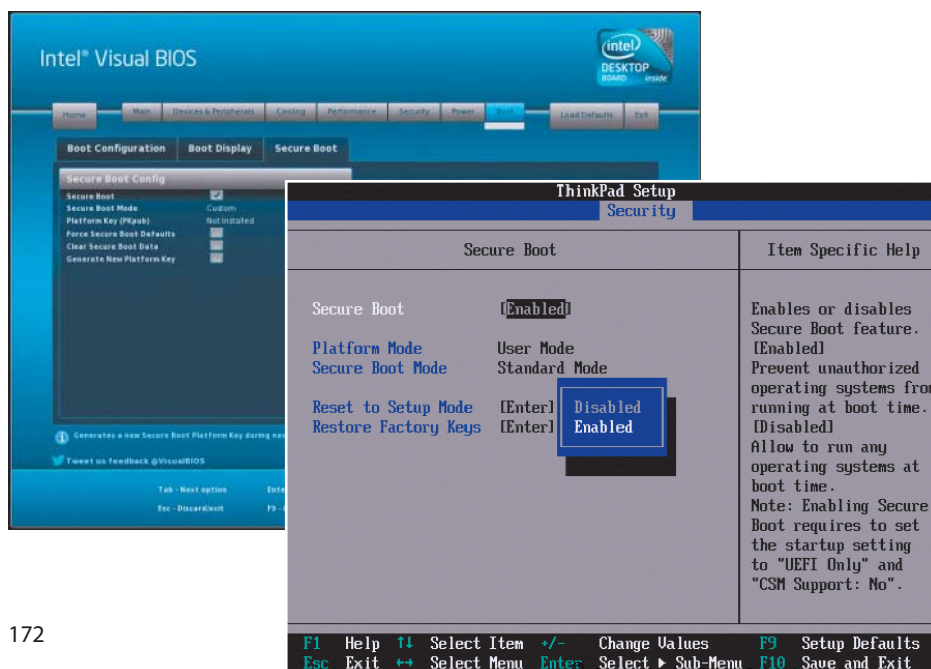 Intel® Visual BIOS
intel
DESKTOP
BOARD inside
Home Main Devices & Peripherals Cooling Performance Security Power Boot Load Defaults Exit
Boot Configuration Boot Display Secure Boot
Secure Boot Config
Secure Boot
Secure Boot Mode Custom
Platform Key (PKpub) Not Installed
Force Secure Boot Defaults
Clear Secure Boot Data
Generate New Platform Key
Generates a new Secure Boot Platform Key during
Tweet us feedback @VisualBIOS
Tab - Next option
Esc - Discard/exit F9 -
ThinkPad Setup
Security
Secure Boot Item Specific Help
Secure Boot [Enabled]
Platform Mode User Mode
Secure Boot Mode Standard Mode
Reset to Setup Mode [Enter]
Restore Factory Keys [Enter]
Disabled
Enabled
Enables or disables
Secure Boot feature.
[Enabled]
Prevent unauthorized
operating systems from
running at boot time.
[Disabled]
Allow to run any
operating systems at
boot time.
Note: Enabling Secure
Boot requires to set
the startup setting
to "UEFI Only" and
"CSM Support: No".
F1 Help ↑↓ Select Item +/- Change Values F9 Setup Defaults
Esc Exit ↔ Select Menu Enter Select ▶ Sub-Menu F10 Save and Exit
172